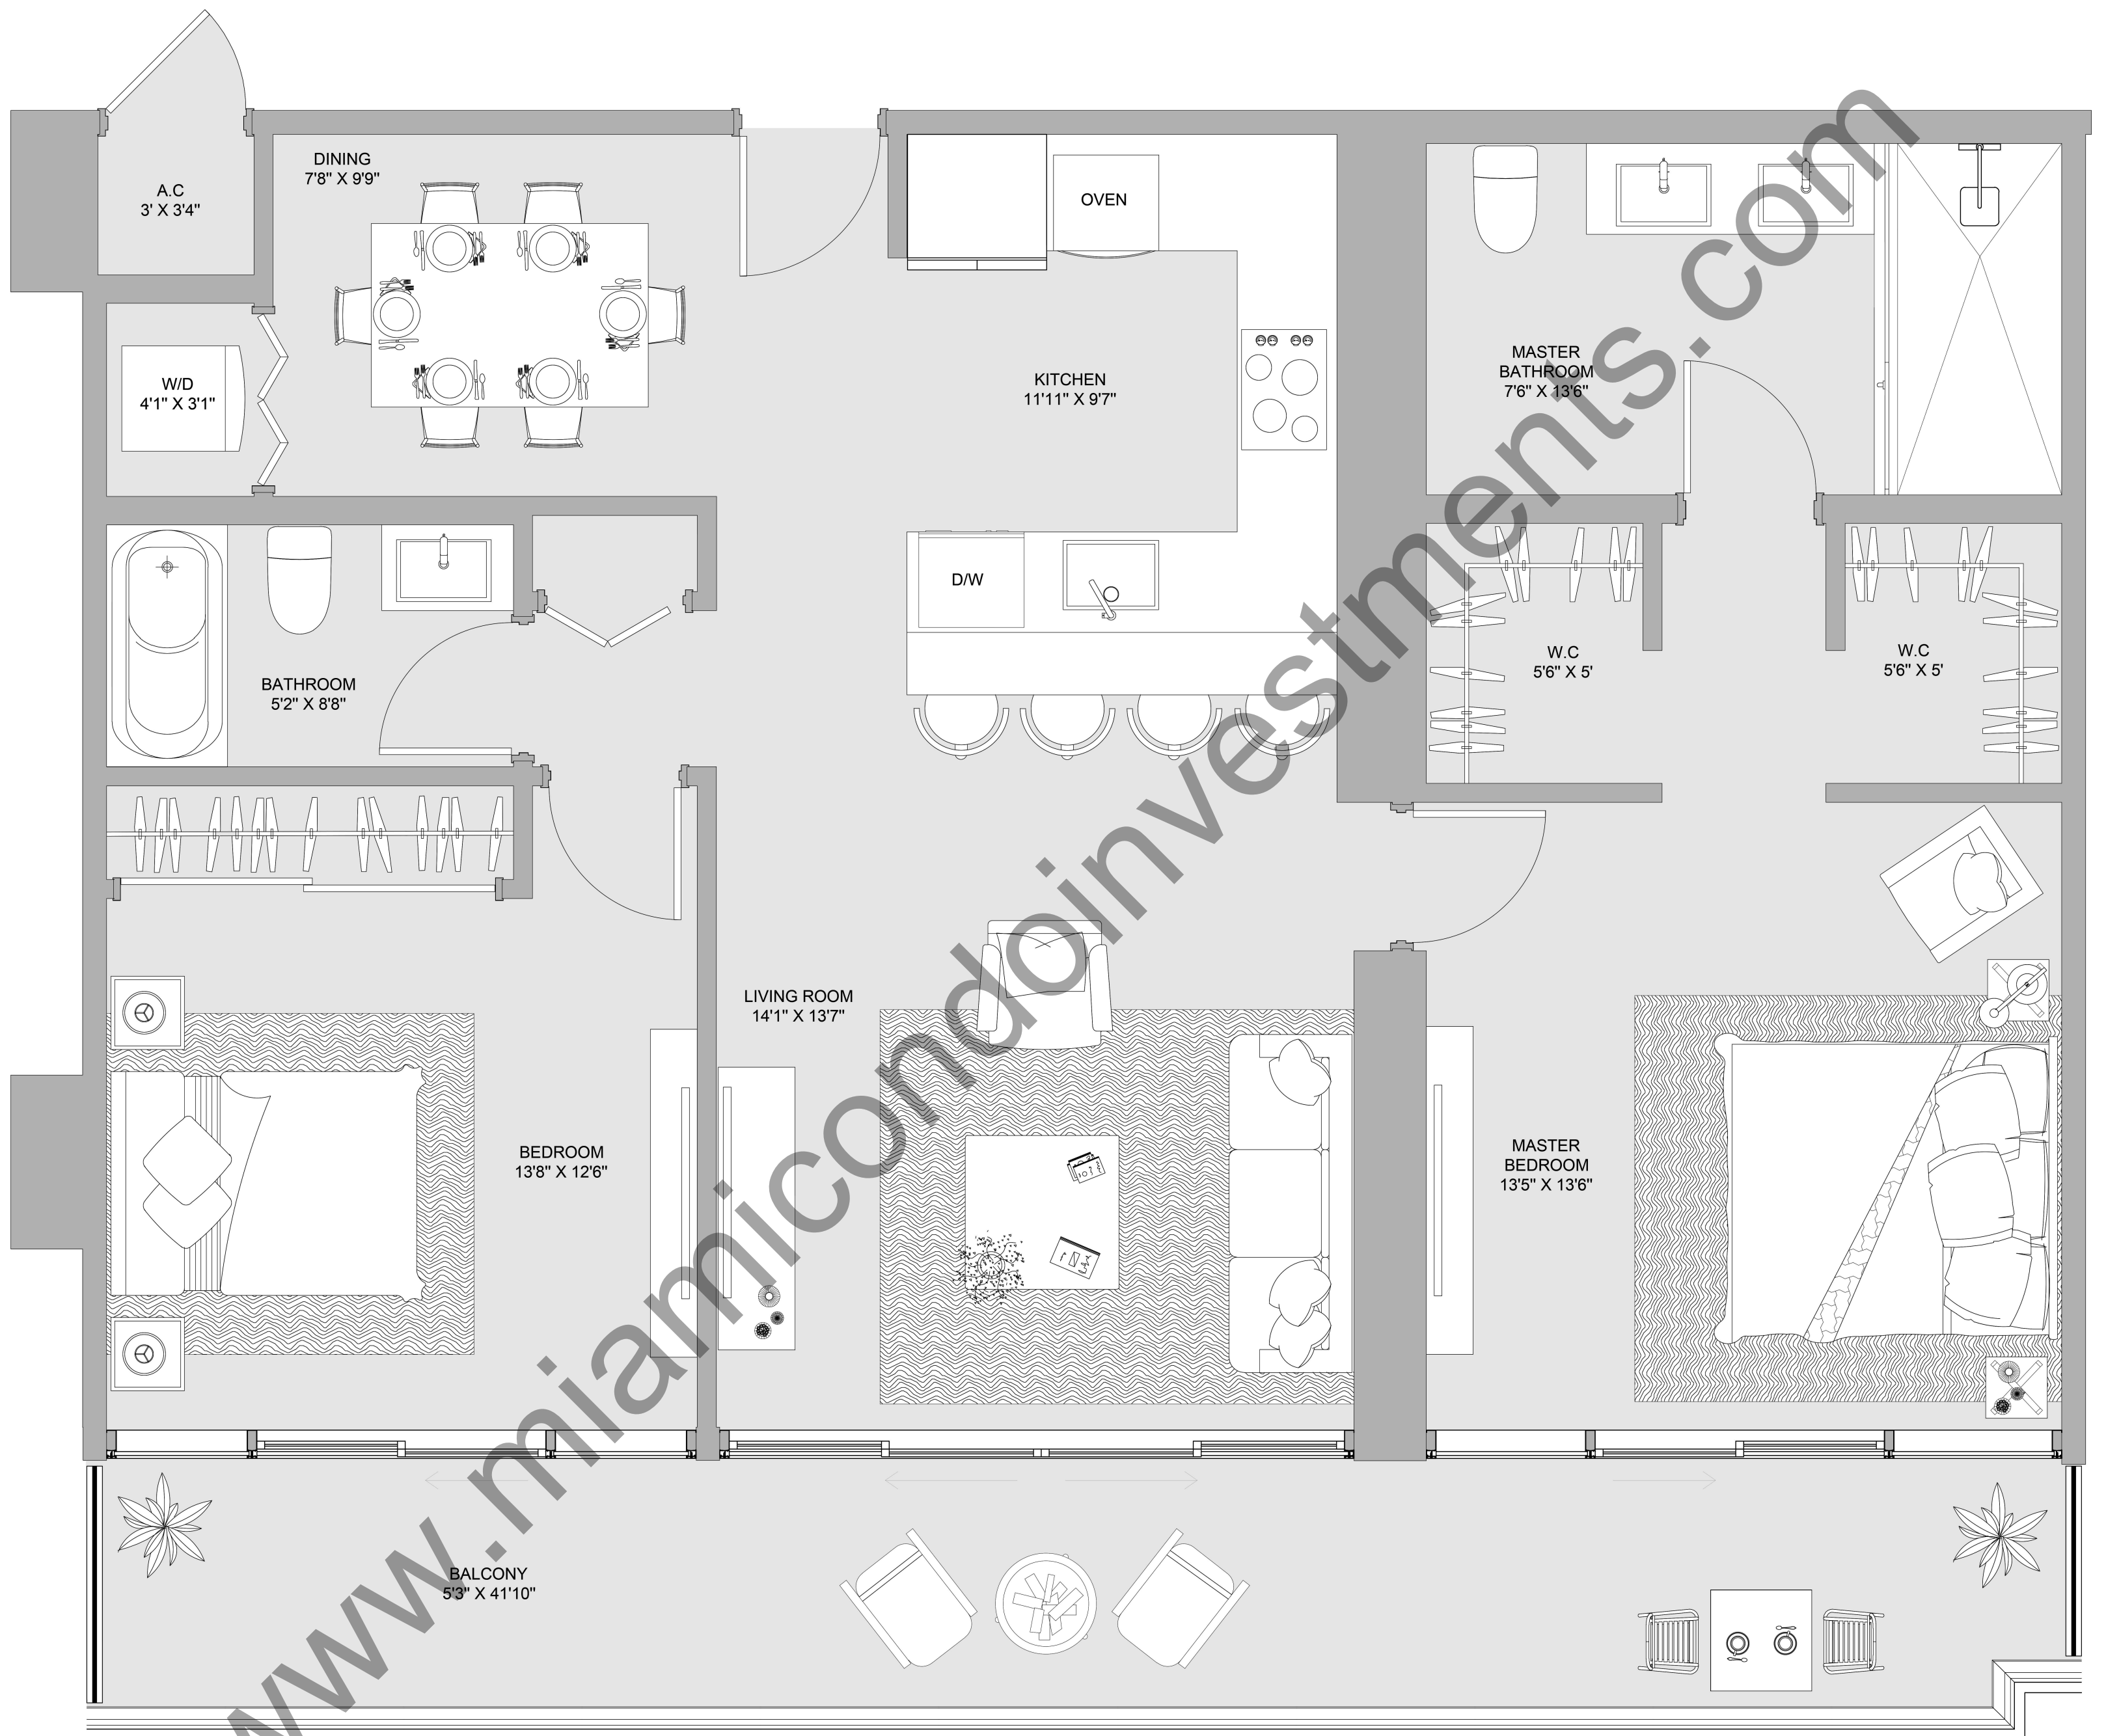 DINING
7'8" X 9'9"
A.C
3' X 3'4"
OVEN
W/D
4'1" X 3'1"
KITCHEN
11'11" X 9'7"
MASTER
BATHROOM
7'6" X 13'6"
D/W
W.C
5'6" X 5'
W.C
5'6" X 5'
BATHROOM
5'2" X 8'8"
LIVING ROOM
14'1" X 13'7"
BEDROOM
13'8" X 12'6"
MASTER
BEDROOM
13'5" X 13'6"
BALCONY
5'3" X 41'10"
www.miamicondoinvestments.com